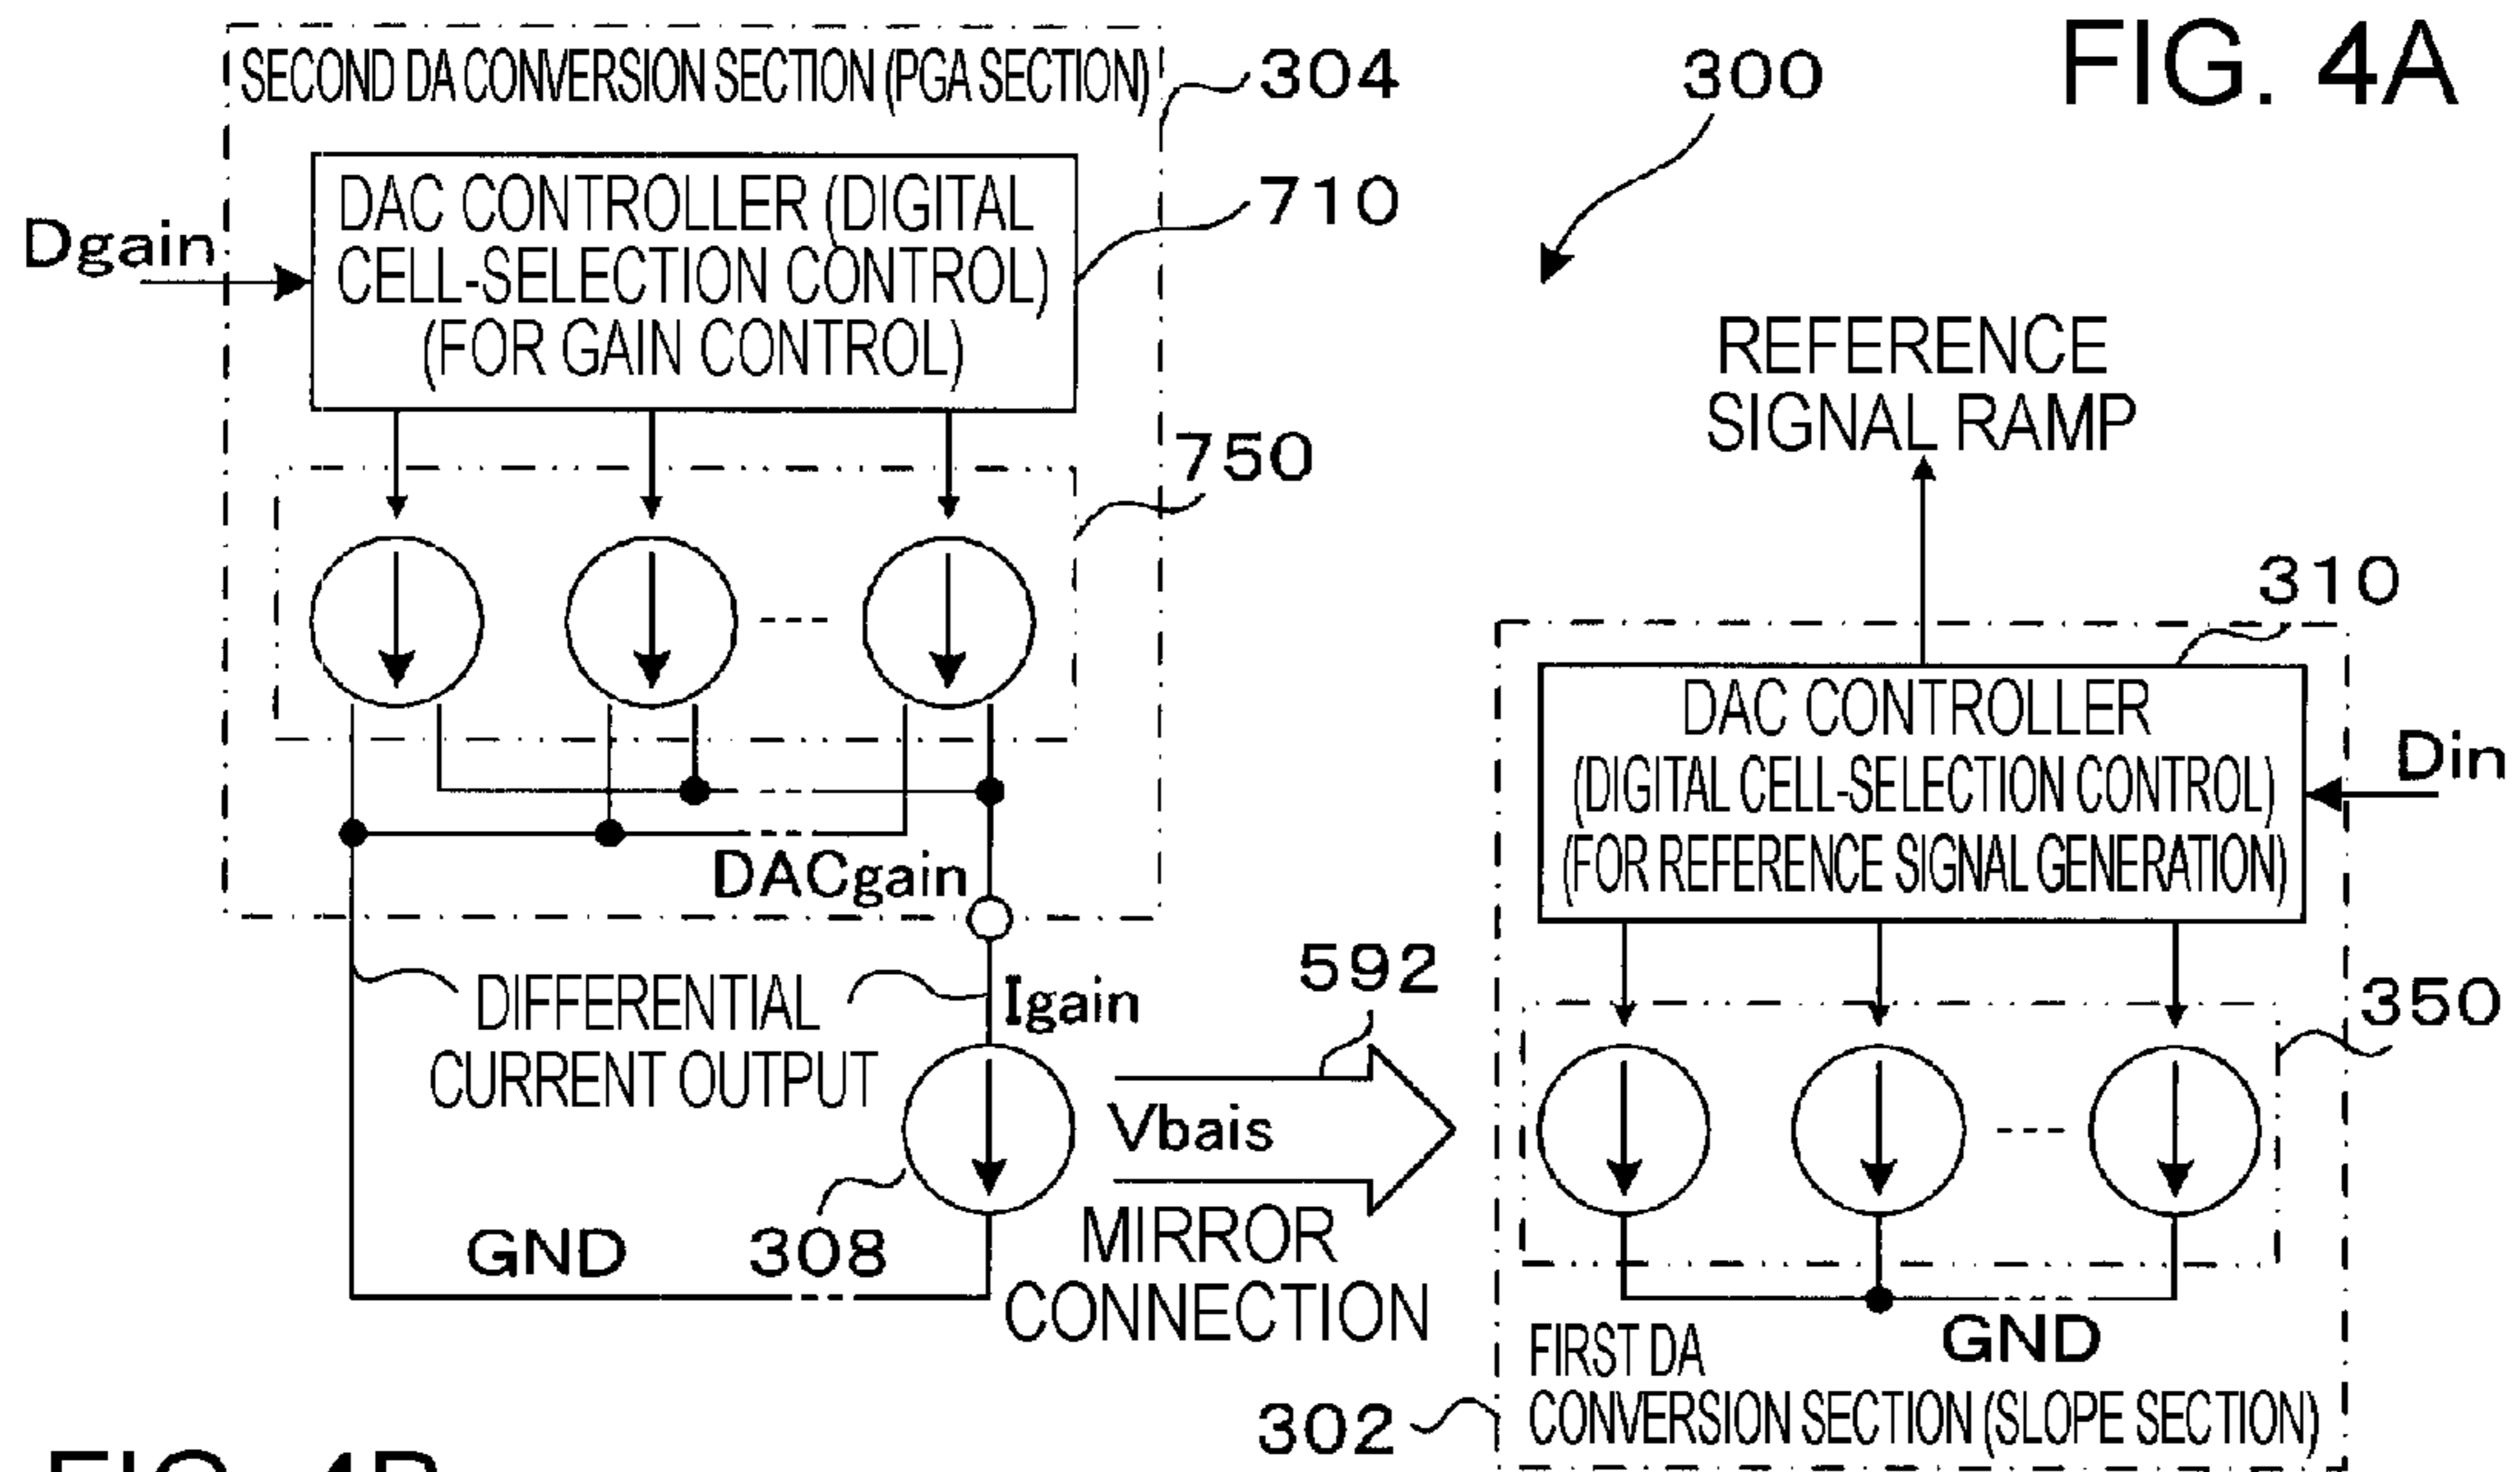 FIG. 4A
SECOND DA CONVERSION SECTION (PGA SECTION)
304
300
DAC CONTROLLER (DIGITAL
CELL-SELECTION CONTROL)
(FOR GAIN CONTROL)
710
Dgain
REFERENCE
SIGNAL RAMP
750
310
DAC CONTROLLER
(DIGITAL CELL-SELECTION CONTROL)
(FOR REFERENCE SIGNAL GENERATION)
Din
DACgain
DIFFERENTIAL
CURRENT OUTPUT
Igain
592
350
Vbais
GND
308
MIRROR
CONNECTION
GND
FIRST DA
CONVERSION SECTION (SLOPE SECTION)
302
FIG. 4B